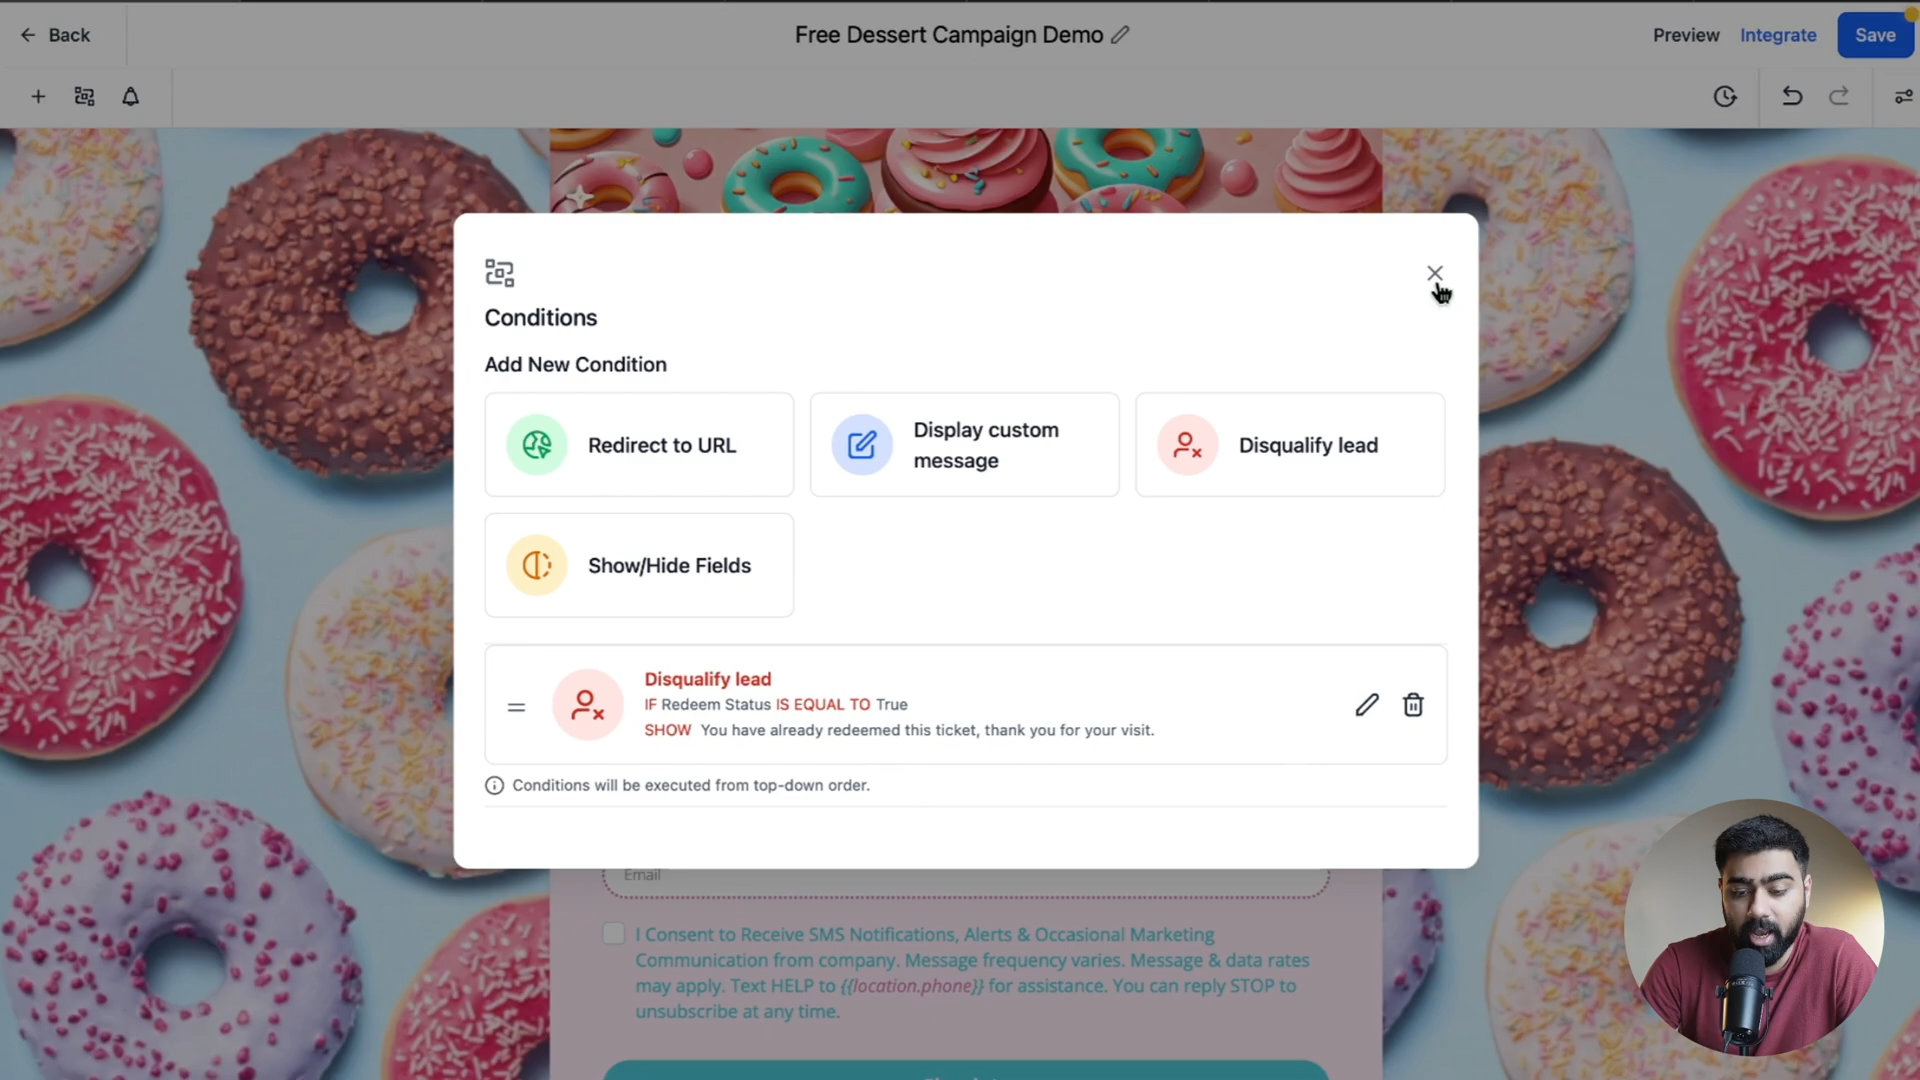 Back
Free Dessert Campaign Demo
Preview
Integrate
Save
Conditions
Add New Condition
Redirect to URL
Display custom
message
Disqualify lead
Show/Hide Fields
Disqualify lead
IF Redeem Status IS EQUAL TO True
SHOW You have already redeemed this ticket, thank you for your visit.
Conditions will be executed from top-down order.
Email
I Consent to Receive SMS Notifications, Alerts & Occasional Marketing
Communication from company. Message frequency varies. Message & data rates
may apply. Text HELP to {{location.phone}} for assistance. You can reply STOP to
unsubscribe at any time.